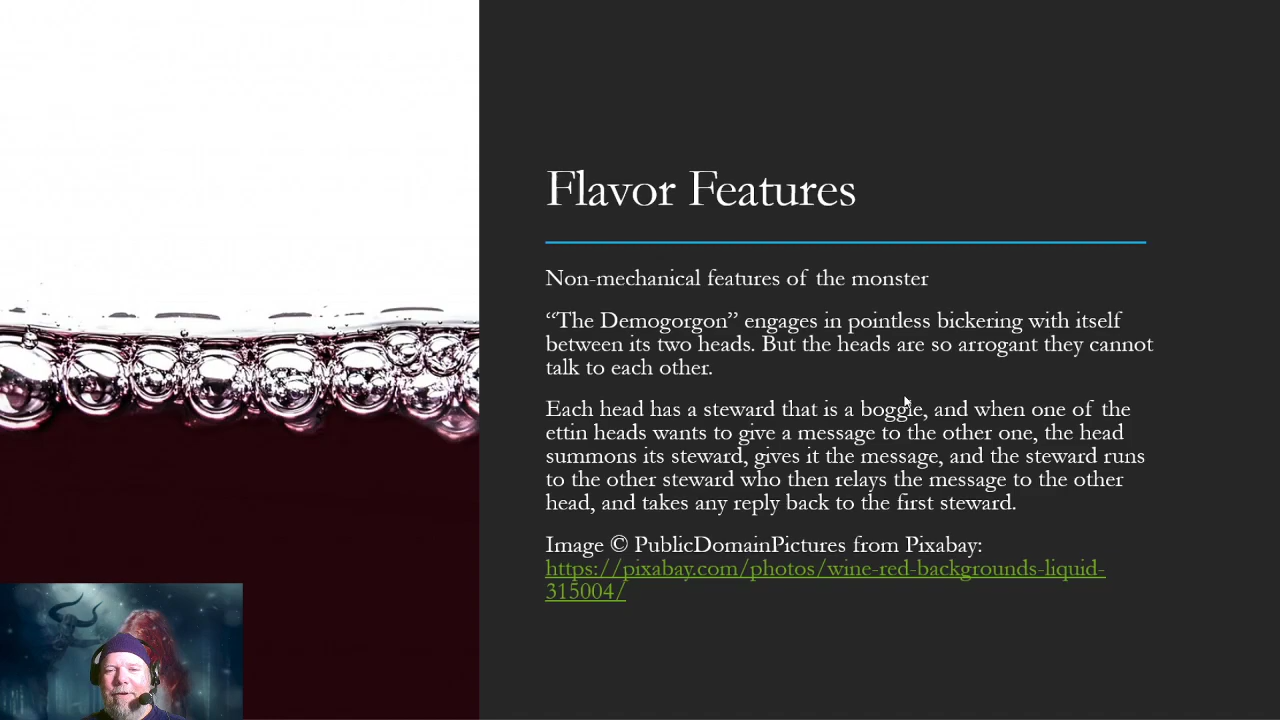 Flavor Features
Non-mechanical features of the monster
“The Demogorgon” engages in pointless bickering with itself
between its two heads. But the heads are so arrogant they cannot
talk to each other.
Each head has a steward that is a boggle, and when one of the
ettin heads wants to give a message to the other one, the head
summons its steward, gives it the message, and the steward runs
to the other steward who then relays the message to the other
head, and takes any reply back to the first steward.
Image © PublicDomainPictures from Pixabay:
https://pixabay.com/photos/wine-red-backgrounds-liquid-
315004/